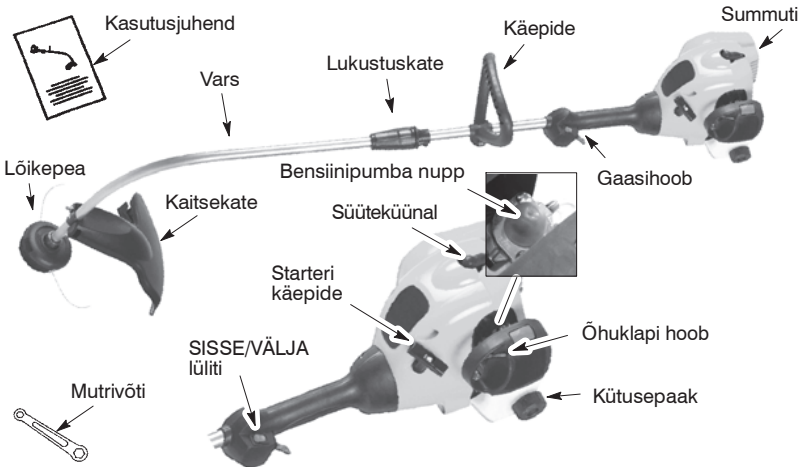 Kasutusjuhend
Vars
Lukustuskate
Käepide
Summuti
Lõikepea
Kaitsekate
Bensiinipumba nupp
Gaasihoob
Süüteküünal
Starteri
käepide
SISSE/VÄLJA
lüliti
Õhuklapi hoob
Kütusepaak
Mutrivõti